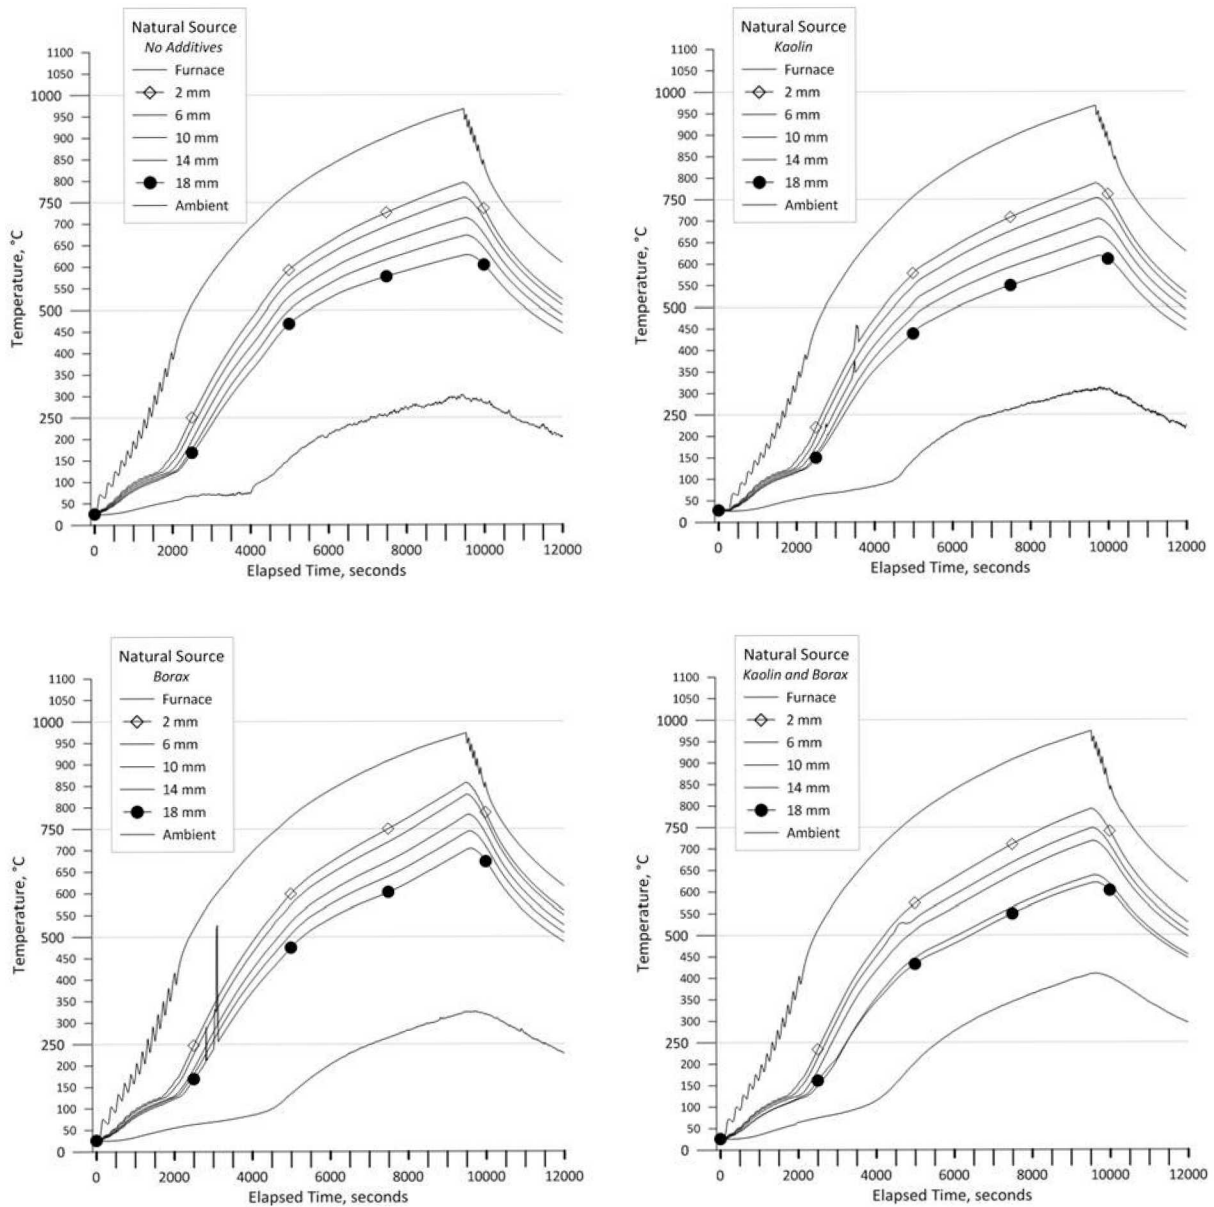 Natural Source
No Additives
Furnace
2 mm
6 mm
10 mm
14 mm
18 mm
Ambient
1100
1050
1000
950
900
850
800
750
700
650
600
550
500
450
400
350
300
250
200
150
100
50
0
Temperature, °C
0 2000 4000 6000 8000 10000 12000
Elapsed Time, seconds
Natural Source
Kaolin
Furnace
2 mm
6 mm
10 mm
14 mm
18 mm
Ambient
1100
1050
1000
950
900
850
800
750
700
650
600
550
500
450
400
350
300
250
200
150
100
50
0
Temperature, °C
0 2000 4000 6000 8000 10000 12000
Elapsed Time, seconds
Natural Source
Borax
Furnace
2 mm
6 mm
10 mm
14 mm
18 mm
Ambient
1100
1050
1000
950
900
850
800
750
700
650
600
550
500
450
400
350
300
250
200
150
100
50
0
Temperature, °C
0 2000 4000 6000 8000 10000 12000
Elapsed Time, seconds
Natural Source
Kaolin and Borax
Furnace
2 mm
6 mm
10 mm
14 mm
18 mm
Ambient
1100
1050
1000
950
900
850
800
750
700
650
600
550
500
450
400
350
300
250
200
150
100
50
0
Temperature, °C
0 2000 4000 6000 8000 10000 12000
Elapsed Time, seconds